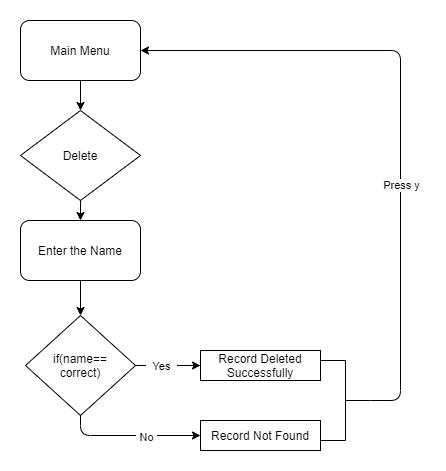 Main Menu
Delete
Press y
Enter the Name
if(name==
correct)
Yes
Record Deleted
Successfully
No
Record Not Found